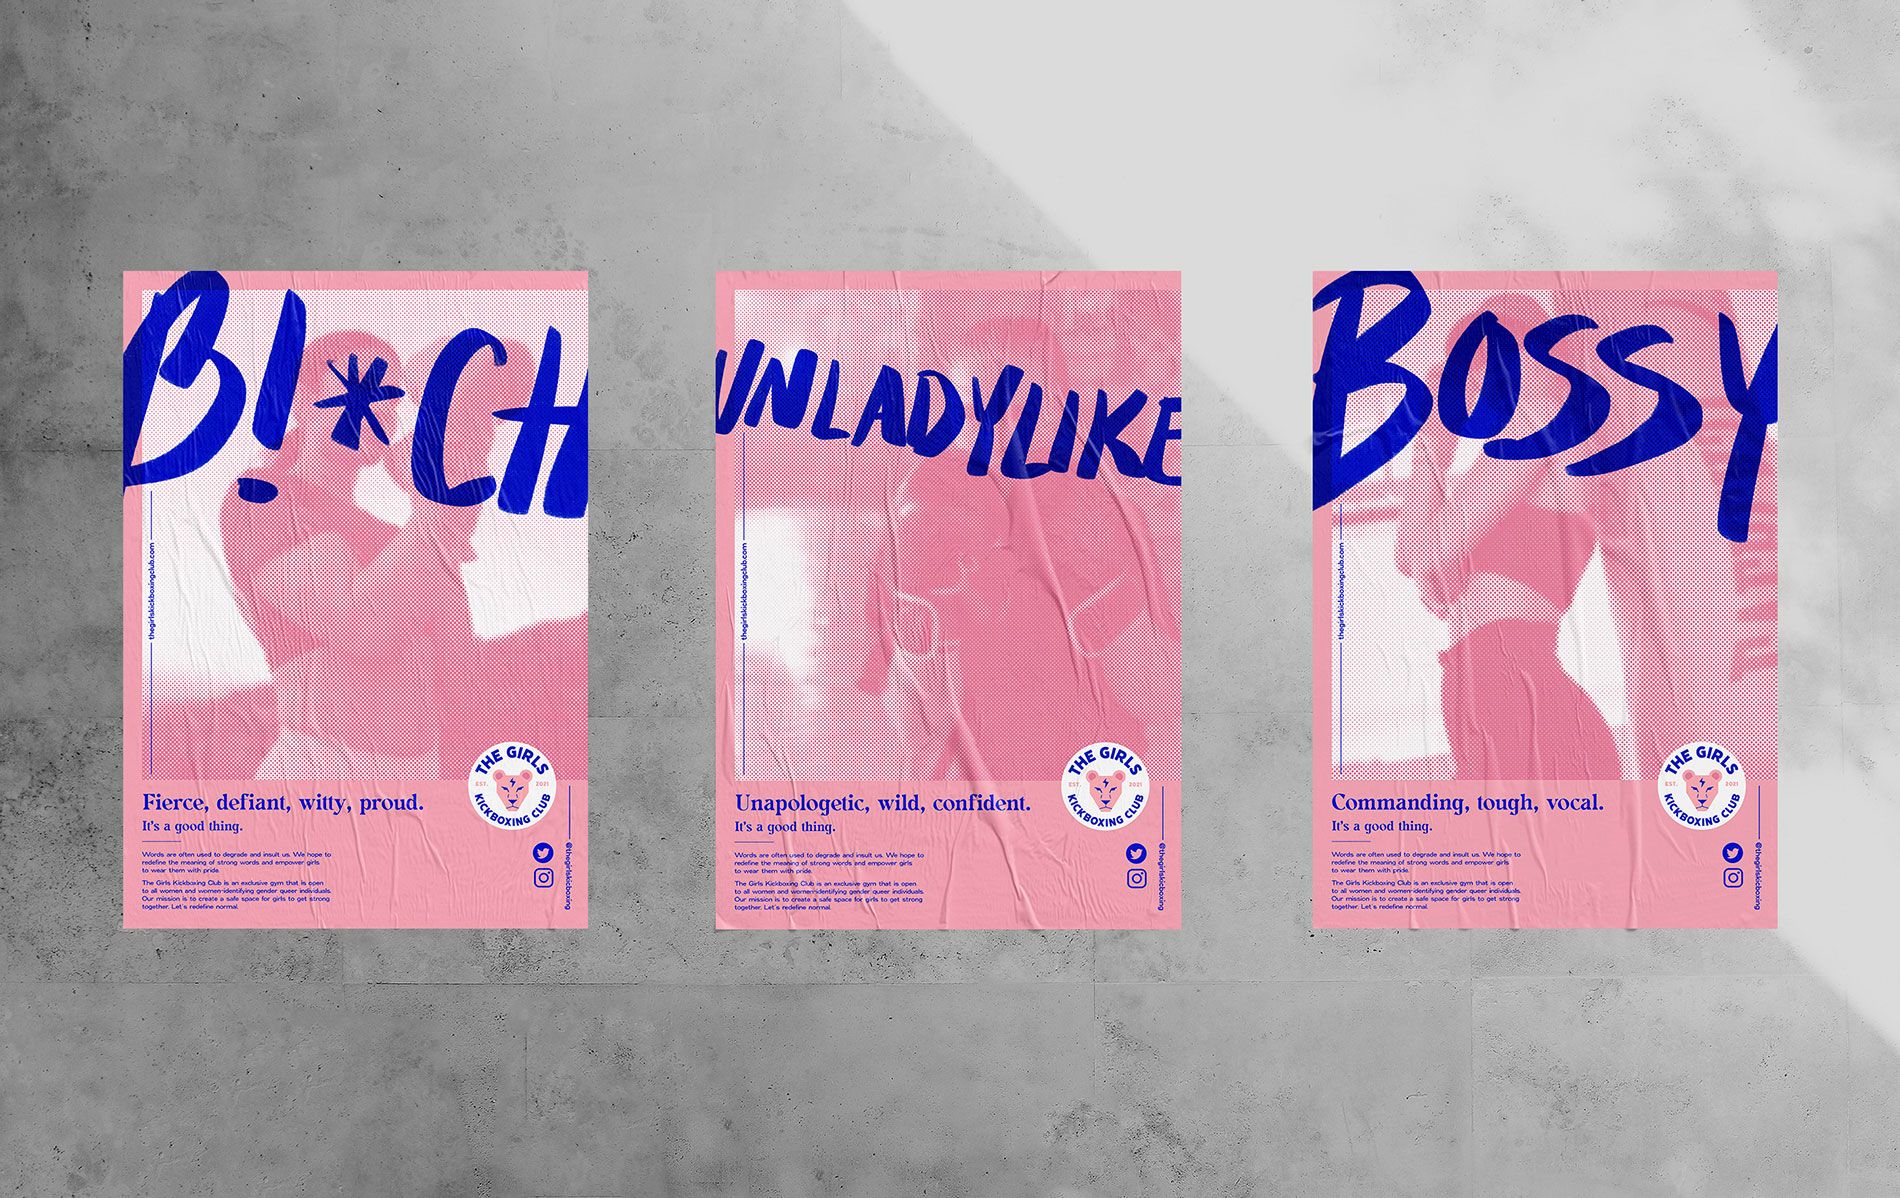 B!*CH
thegirlskickboxingclub.com
THE GIRLS
EST. 2021
KICKBOXING CLUB
Fierce, defiant, witty, proud.
It's a good thing.
Words are often used to degrade and insult us. We hope to
redefine the meaning of strong words and empower girls
to wear them with pride.
The Girls Kickboxing Club is an exclusive gym that is open
to all women and women-identifying gender queer individuals.
Our mission is to create a safe space for girls to get strong
together. Let's redefine normal.
@thegirlskicboxing
UNLADYLIKE
thegirlskickboxingclub.com
THE GIRLS
EST. 2021
KICKBOXING CLUB
Unapologetic, wild, confident.
It's a good thing.
Words are often used to degrade and insult us. We hope to
redefine the meaning of strong words and empower girls
to wear them with pride.
The Girls Kickboxing Club is an exclusive gym that is open
to all women and women-identifying gender queer individuals.
Our mission is to create a safe space for girls to get strong
together. Let's redefine normal.
@thegirlskicboxing
BOSSY
thegirlskickboxingclub.com
THE GIRLS
EST. 2021
KICKBOXING CLUB
Commanding, tough, vocal.
It's a good thing.
Words are often used to degrade and insult us. We hope to
redefine the meaning of strong words and empower girls
to wear them with pride.
The Girls Kickboxing Club is an exclusive gym that is open
to all women and women-identifying gender queer individuals.
Our mission is to create a safe space for girls to get strong
together. Let's redefine normal.
@thegirlskicboxing